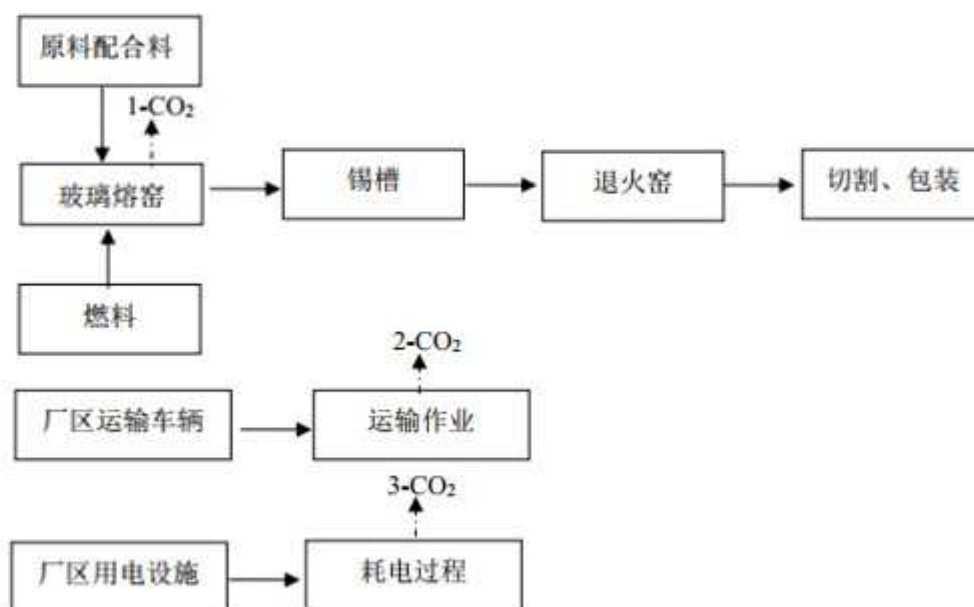 原料配合料
1-CO₂
玻璃熔窑
锡槽
退火窑
切割、包装
燃料
2-CO₂
厂区运输车辆
运输作业
3-CO₂
厂区用电设施
耗电过程